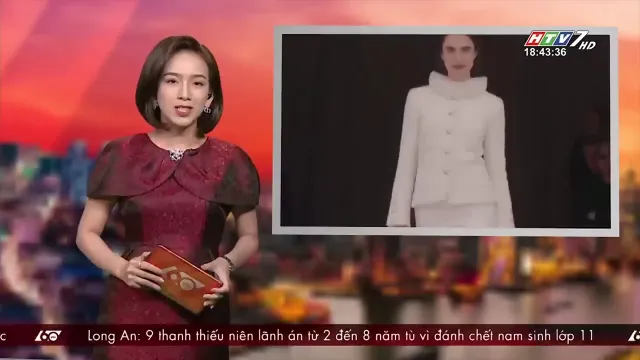 HTV7 HD
18:43:36
c 60 Long An: 9 thanh thiếu niên lãnh án từ 2 đến 8 năm tù vì đánh chết nam sinh lớp 11